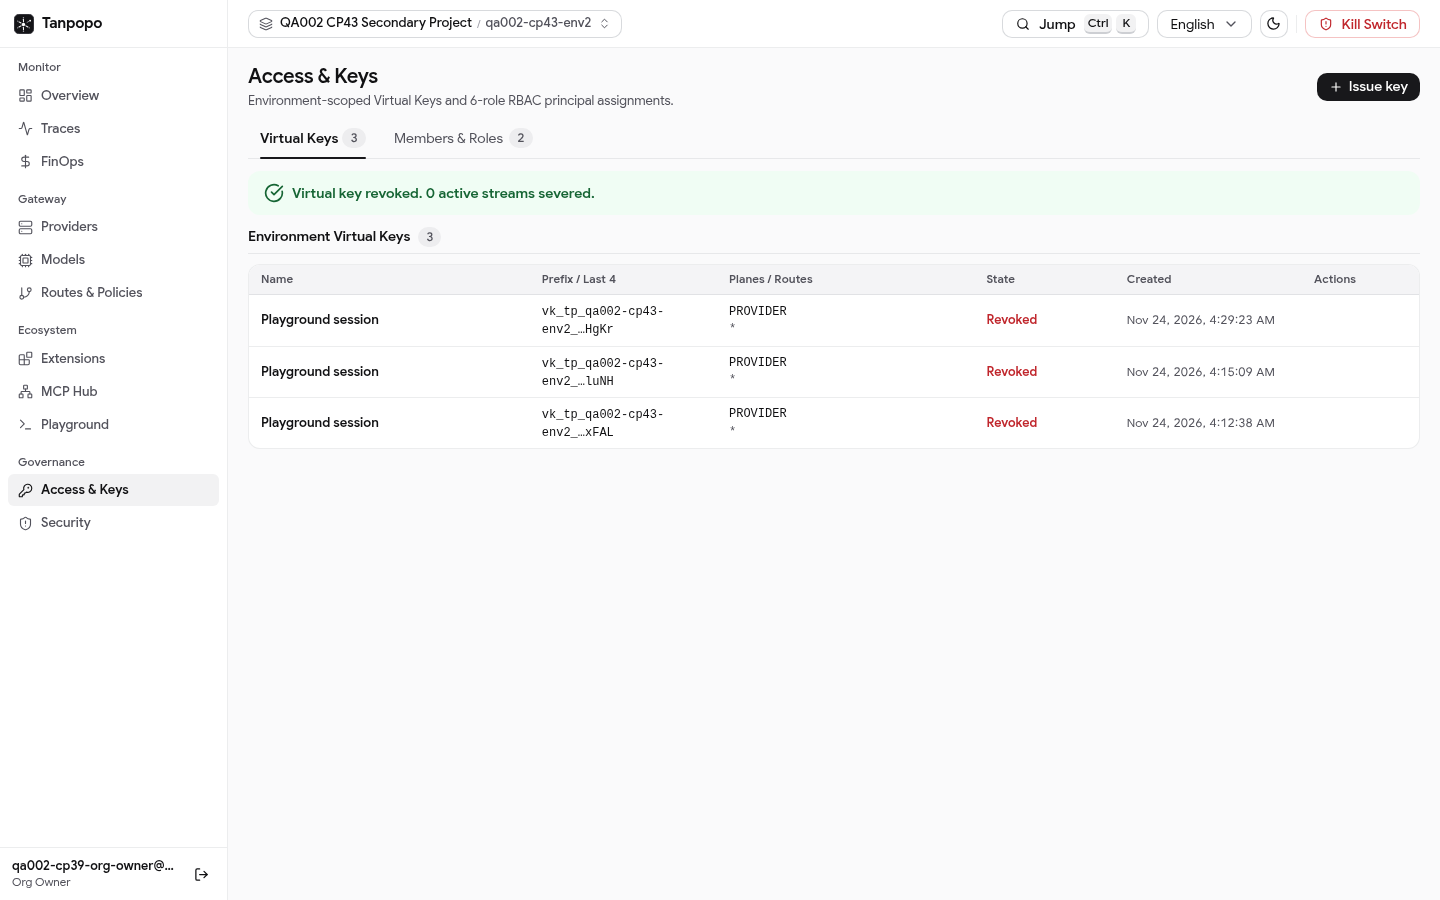 Tanpopo
QA002 CP43 Secondary Project / qa002-cp43-env2
Jump Ctrl K
English
Kill Switch
Monitor
Overview
Traces
FinOps
Gateway
Providers
Models
Routes & Policies
Ecosystem
Extensions
MCP Hub
Playground
Governance
Access & Keys
Security
qa002-cp39-org-owner@...
Org Owner
Access & Keys
Environment-scoped Virtual Keys and 6-role RBAC principal assignments.
+ Issue key
Virtual Keys 3
Members & Roles 2
Virtual key revoked. 0 active streams severed.
Environment Virtual Keys 3
Name Prefix / Last 4 Planes / Routes State Created Actions
Playground session vk_tp_qa002-cp43- PROVIDER Revoked Nov 24, 2026, 4:29:23 AM
env2_…HgKr *
Playground session vk_tp_qa002-cp43- PROVIDER Revoked Nov 24, 2026, 4:15:09 AM
env2_…luNH *
Playground session vk_tp_qa002-cp43- PROVIDER Revoked Nov 24, 2026, 4:12:38 AM
env2_…xFAL *